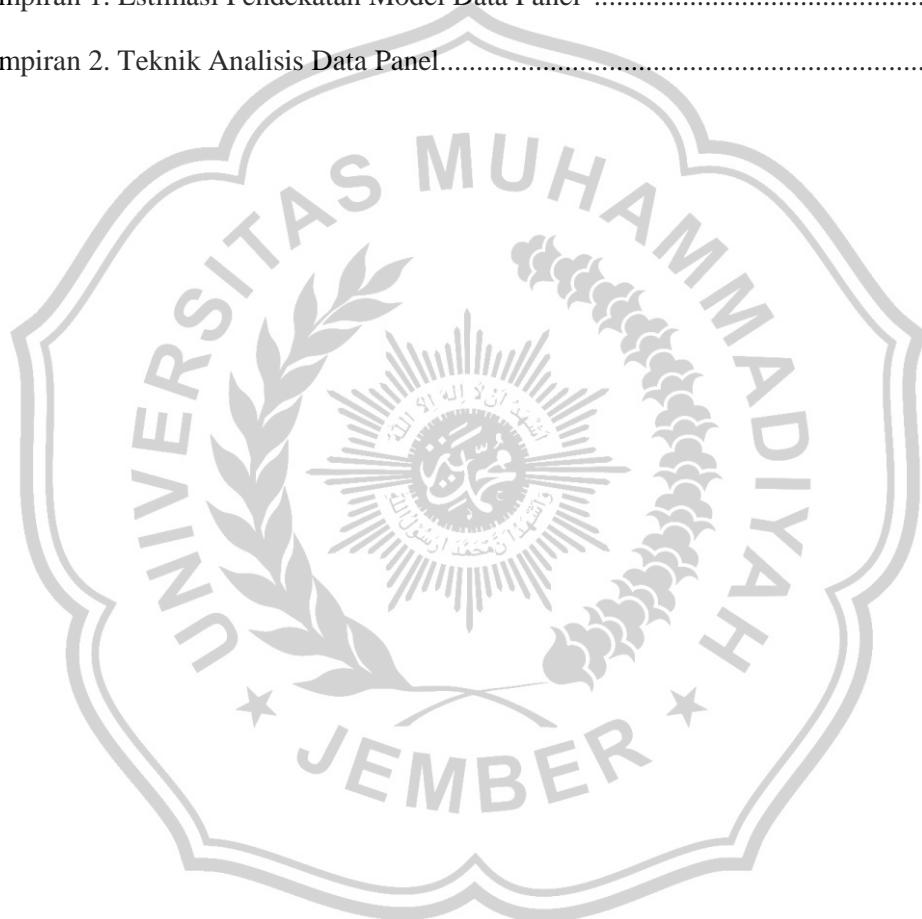 mpiran 1. Estimasi Pendekatan Model Data Panel ..............................................
mpiran 2. Teknik Analisis Data Panel...................................................................
UNIVERSITAS MUHAMMADIYAH
JEMBER